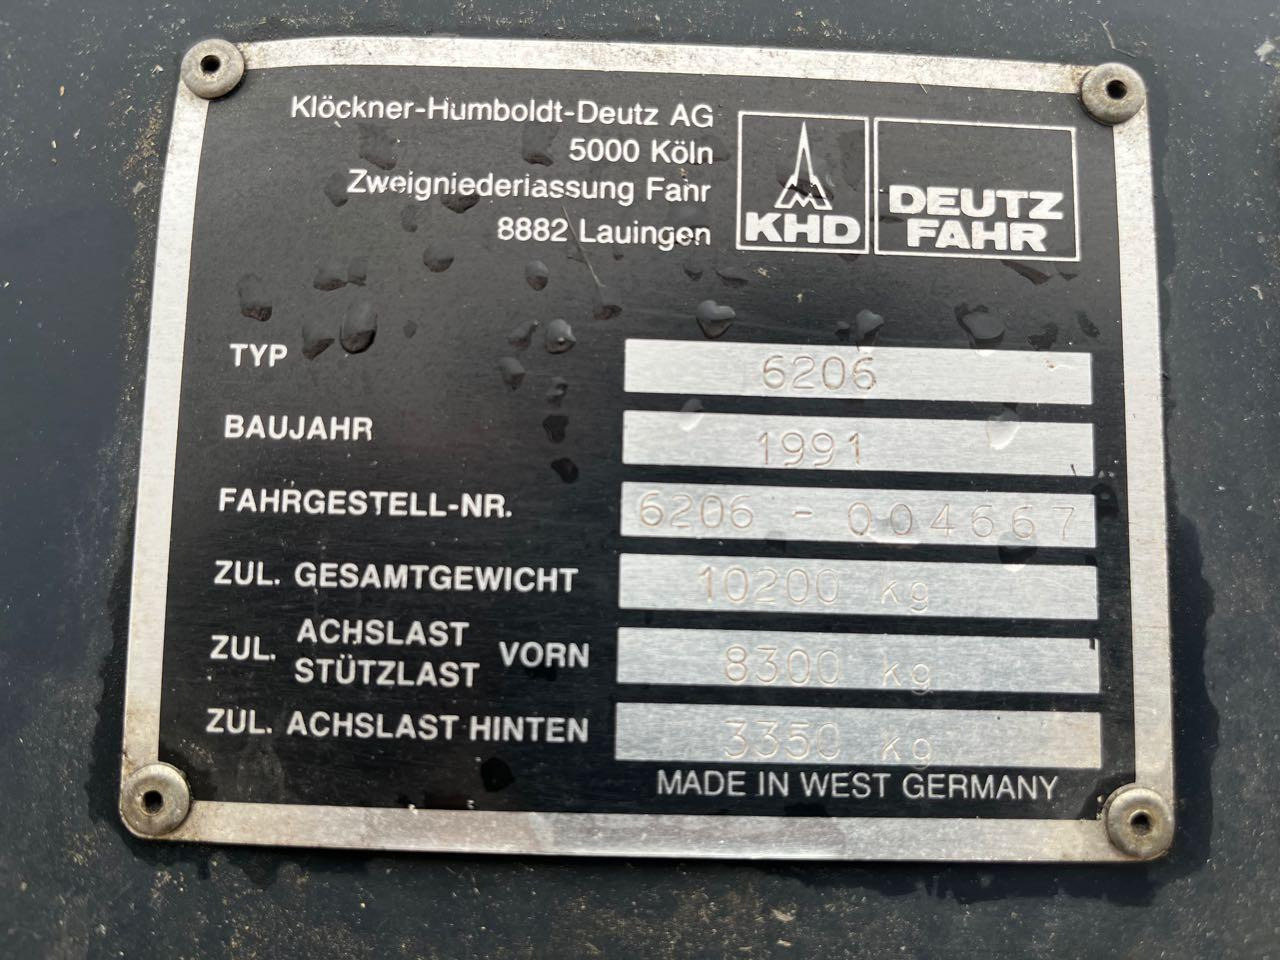 Klöckner-Humboldt-Deutz AG
5000 Köln
Zweigniederlassung Fahr
8882 Lauingen
KHD
DEUTZ
FAHR
TYP 6206
BAUJAHR 1991
FAHRGESTELL-NR. 6206 - 004667
ZUL. GESAMTGEWICHT 10200 kg
ZUL. ACHSLAST STÜTZLAST VORN 8300 kg
ZUL. ACHSLAST HINTEN 3350 kg
MADE IN WEST GERMANY